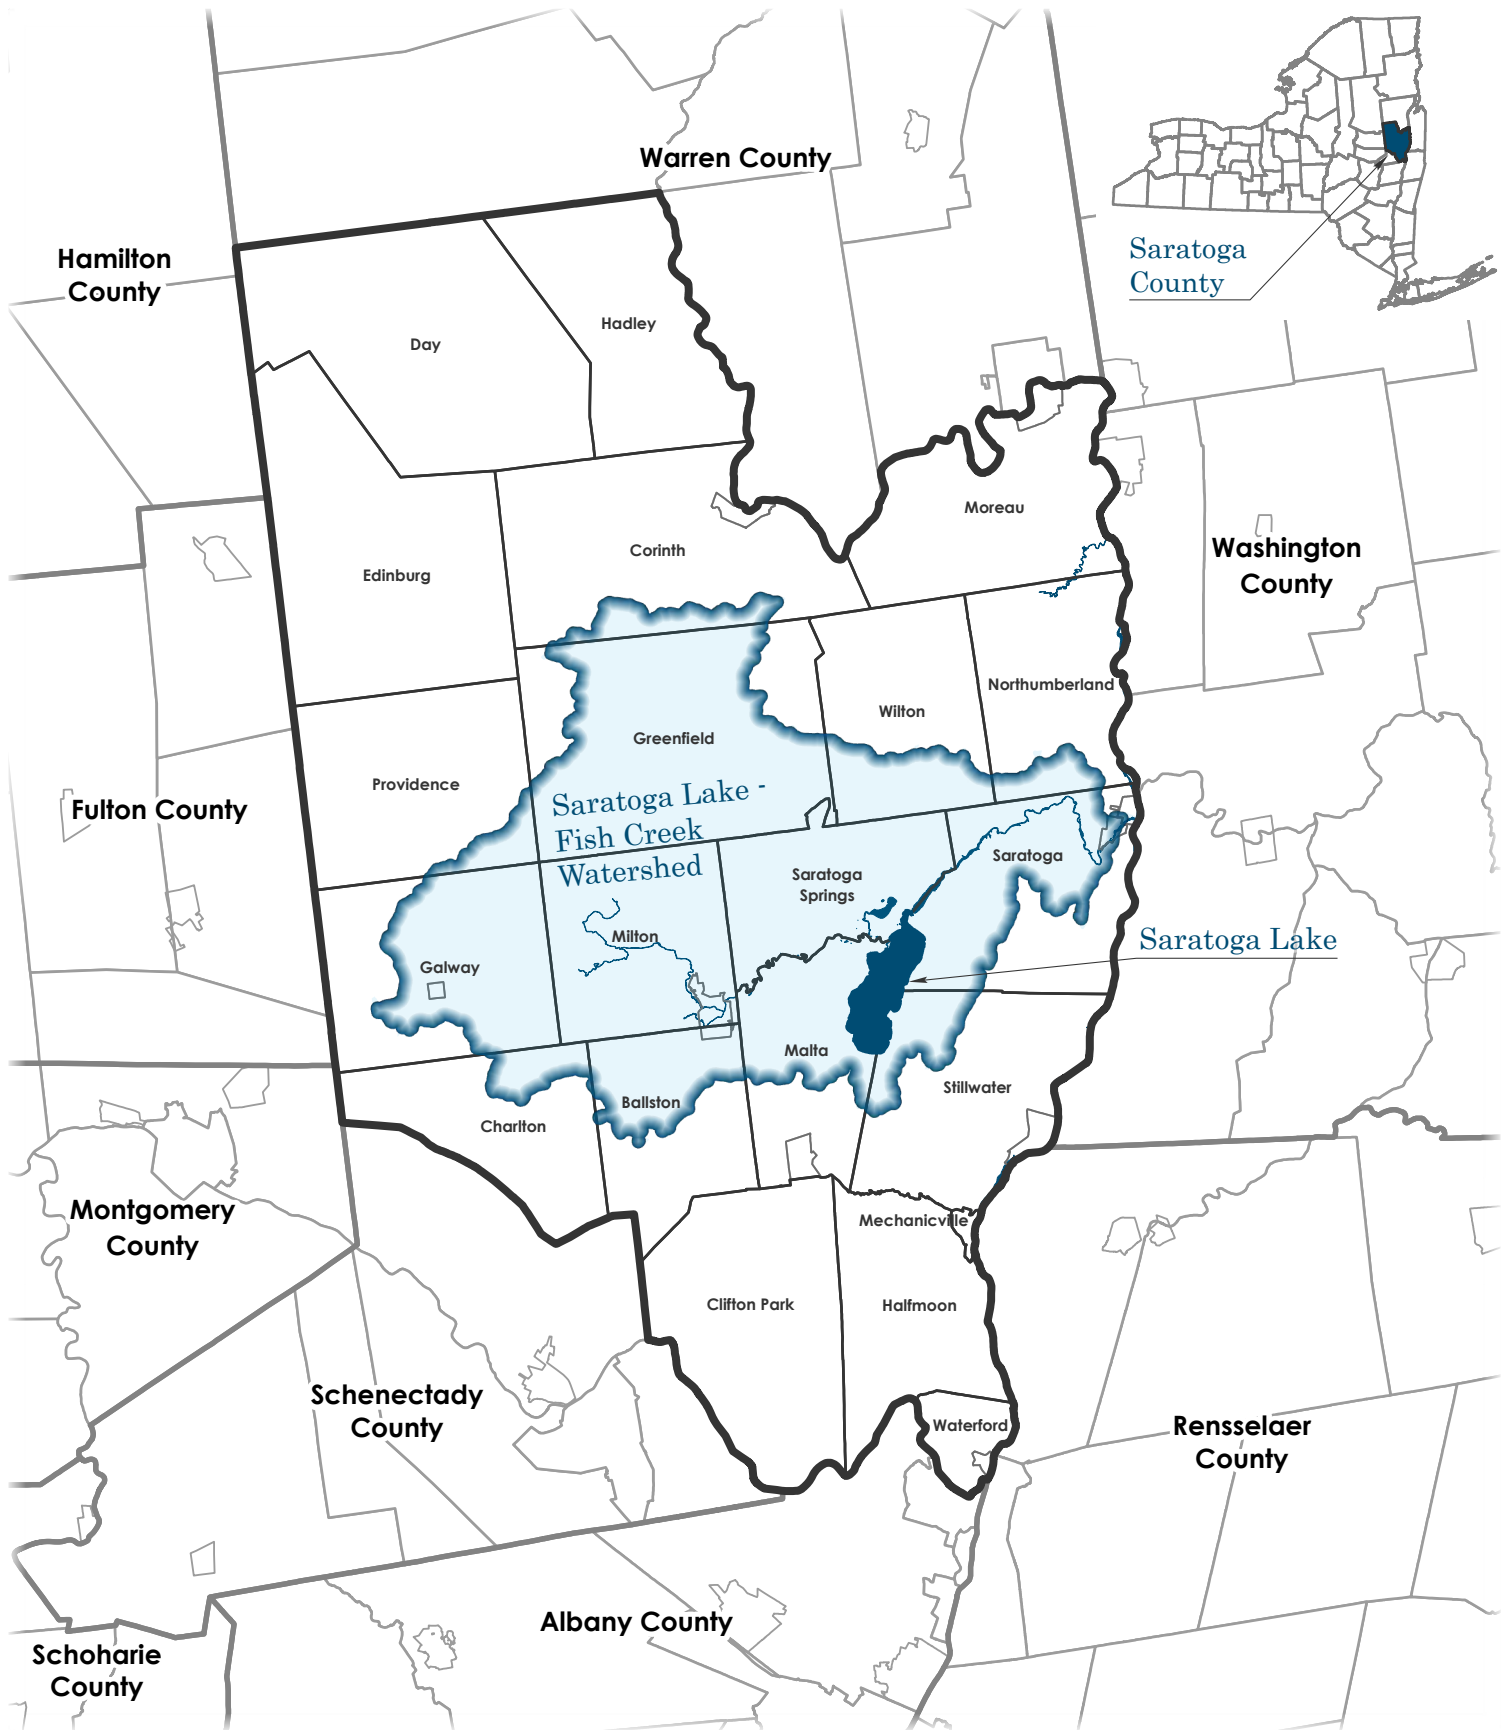 Warren County
Saratoga
County
Hamilton
County
Hadley
Day
Moreau
Washington
County
Corinth
Edinburg
Northumberland
Wilton
Greenfield
Providence
Saratoga Lake -
Fish Creek
Watershed
Fulton County
Saratoga
Saratoga
Springs
Milton
Saratoga Lake
Galway
Malta
Stillwater
Ballston
Charlton
Montgomery
County
Mechanicville
Clifton Park
Halfmoon
Schenectady
County
Waterford
Rensselaer
County
Albany County
Schoharie
County